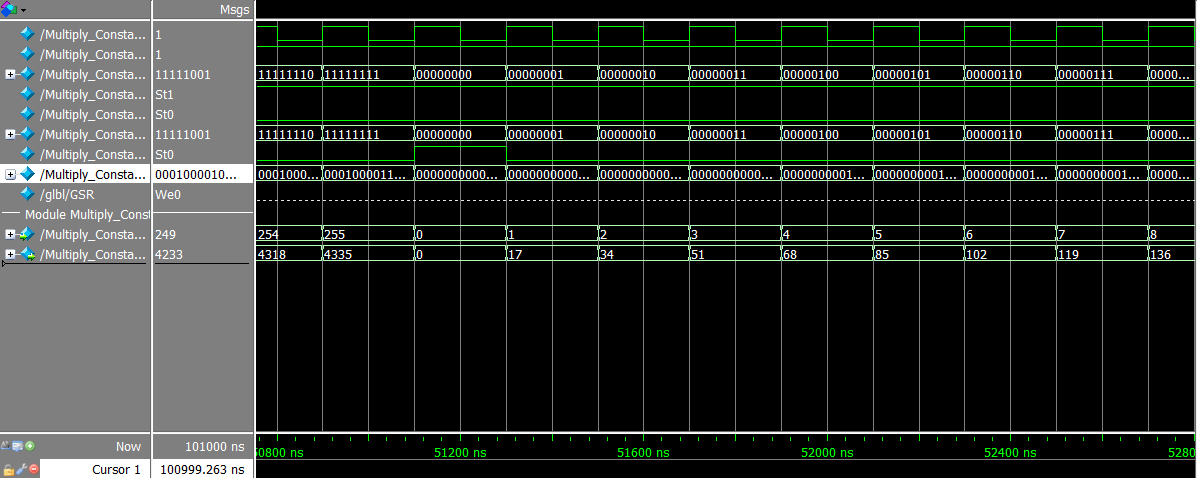 Msgs
/Multiply_Consta... 1
/Multiply_Consta... 1
/Multiply_Consta... 11111001 11111110 11111111 00000000 00000001 00000010 00000011 00000100 00000101 00000110 00000111 0000...
/Multiply_Consta... St1
/Multiply_Consta... St0
/Multiply_Consta... 11111001 11111110 11111111 00000000 00000001 00000010 00000011 00000100 00000101 00000110 00000111 0000...
/Multiply_Consta... St0
/Multiply_Consta... 0001000010... 0001000... 0001000011... 0000000000... 0000000000... 0000000000... 0000000000... 0000000001... 0000000001... 0000000001... 0000000001... 0000...
/glbl/GSR We0
Module Multiply_Const
/Multiply_Consta... 249 254 255 0 1 2 3 4 5 6 7 8
/Multiply_Consta... 4233 4318 4335 0 17 34 51 68 85 102 119 136
Now 101000 ns 50800 ns 51200 ns 51600 ns 52000 ns 52400 ns 5280
Cursor 1 100999.263 ns